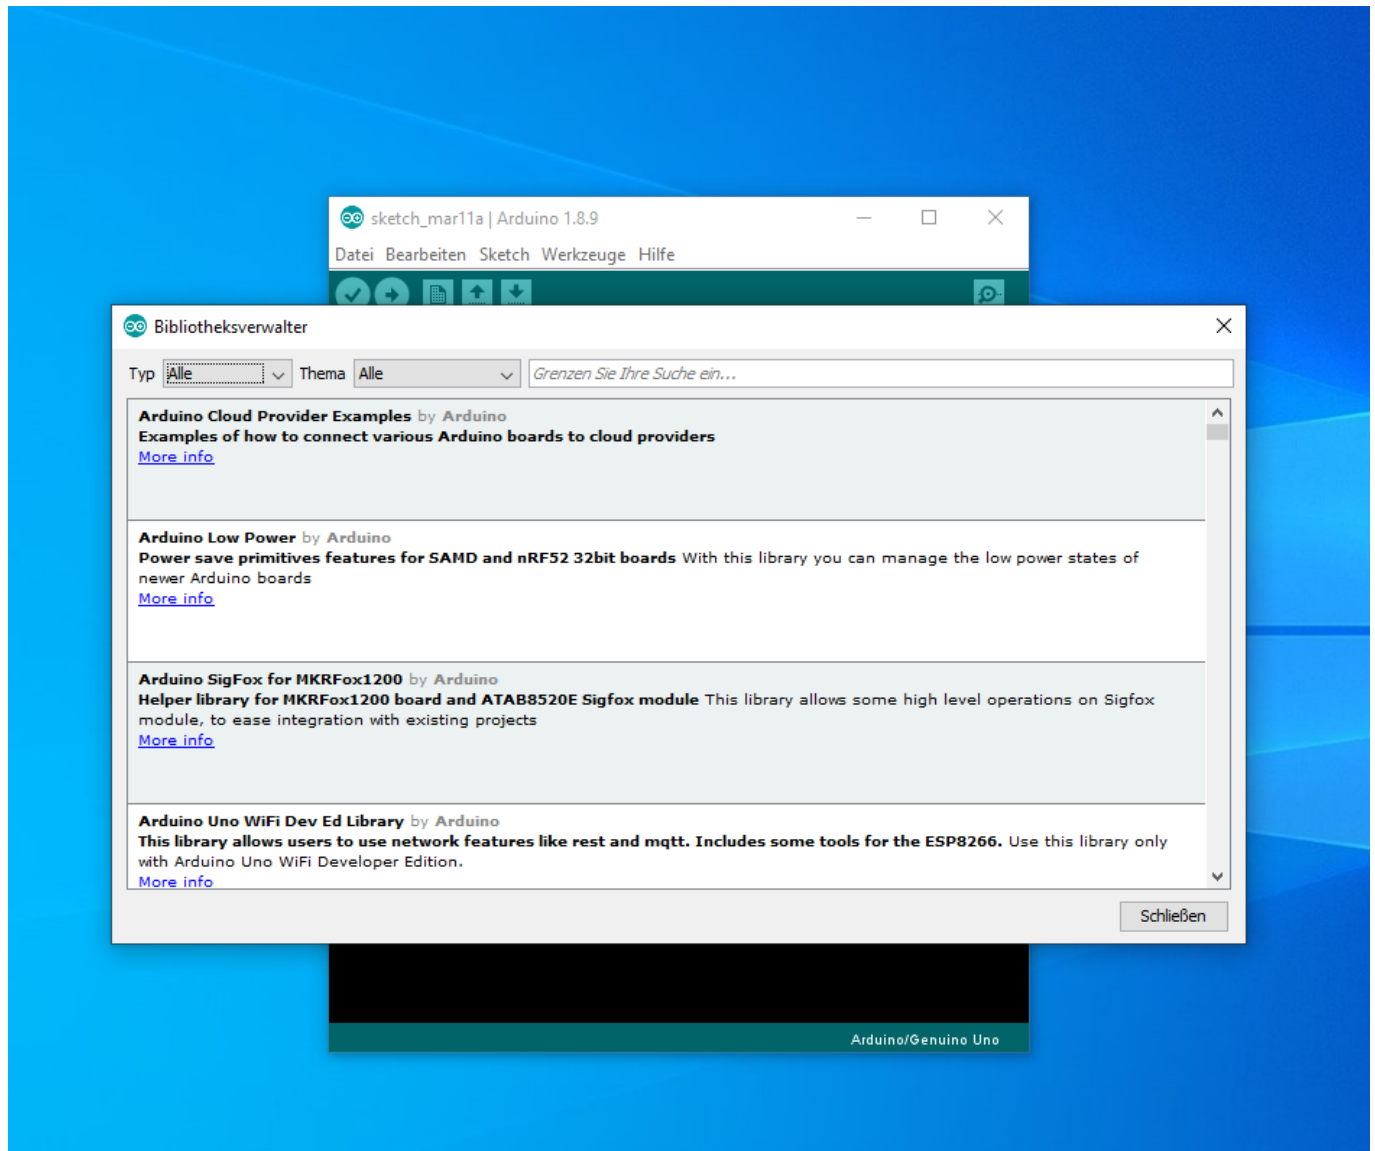 sketch_mar11a | Arduino 1.8.9
Datei Bearbeiten Sketch Werkzeuge Hilfe
Bibliotheksverwalter
Typ Alle Thema Alle Grenzen Sie Ihre Suche ein...
Arduino Cloud Provider Examples by Arduino
Examples of how to connect various Arduino boards to cloud providers
More info
Arduino Low Power by Arduino
Power save primitives features for SAMD and nRF52 32bit boards With this library you can manage the low power states of
newer Arduino boards
More info
Arduino SigFox for MKRFox1200 by Arduino
Helper library for MKRFox1200 board and ATAB8520E Sigfox module This library allows some high level operations on Sigfox
module, to ease integration with existing projects
More info
Arduino Uno WiFi Dev Ed Library by Arduino
This library allows users to use network features like rest and mqtt. Includes some tools for the ESP8266. Use this library only
with Arduino Uno WiFi Developer Edition.
More info
Schließen
Arduino/Genuino Uno